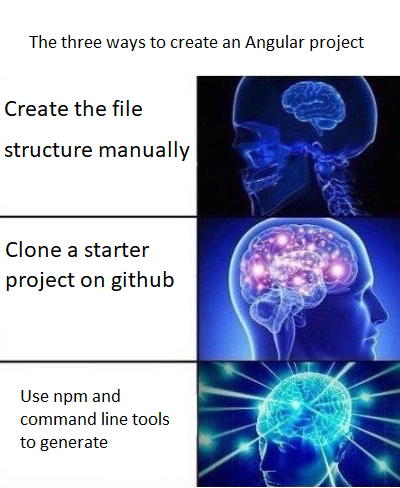 The three ways to create an Angular project
Create the file
structure manually
Clone a starter
project on github
Use npm and
command line tools
to generate